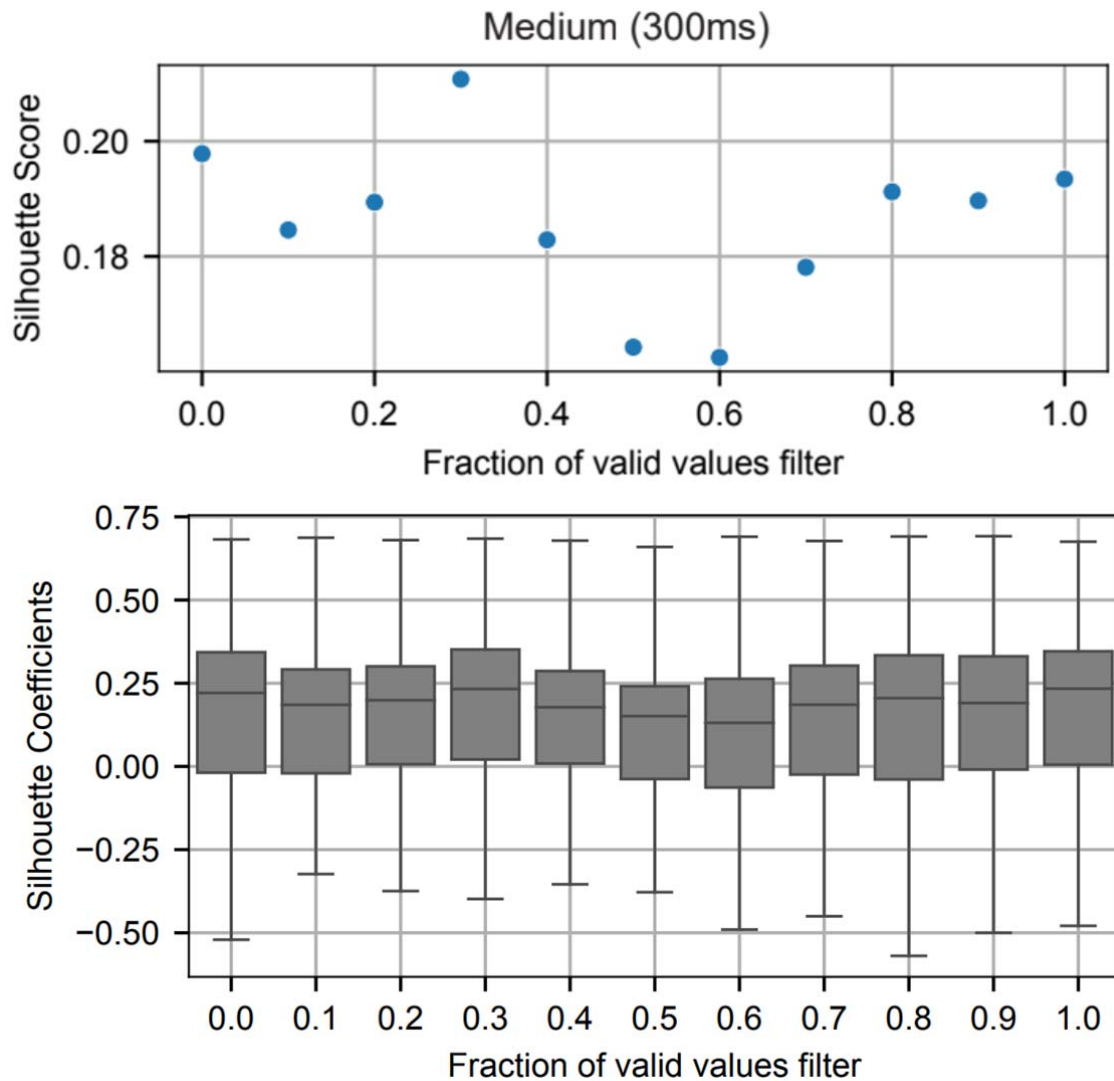 Medium (300ms)
Silhouette Score
0.20
0.18
0.0 0.2 0.4 0.6 0.8 1.0
Fraction of valid values filter
Silhouette Coefficients
0.75
0.50
0.25
0.00
−0.25
−0.50
0.0 0.1 0.2 0.3 0.4 0.5 0.6 0.7 0.8 0.9 1.0
Fraction of valid values filter